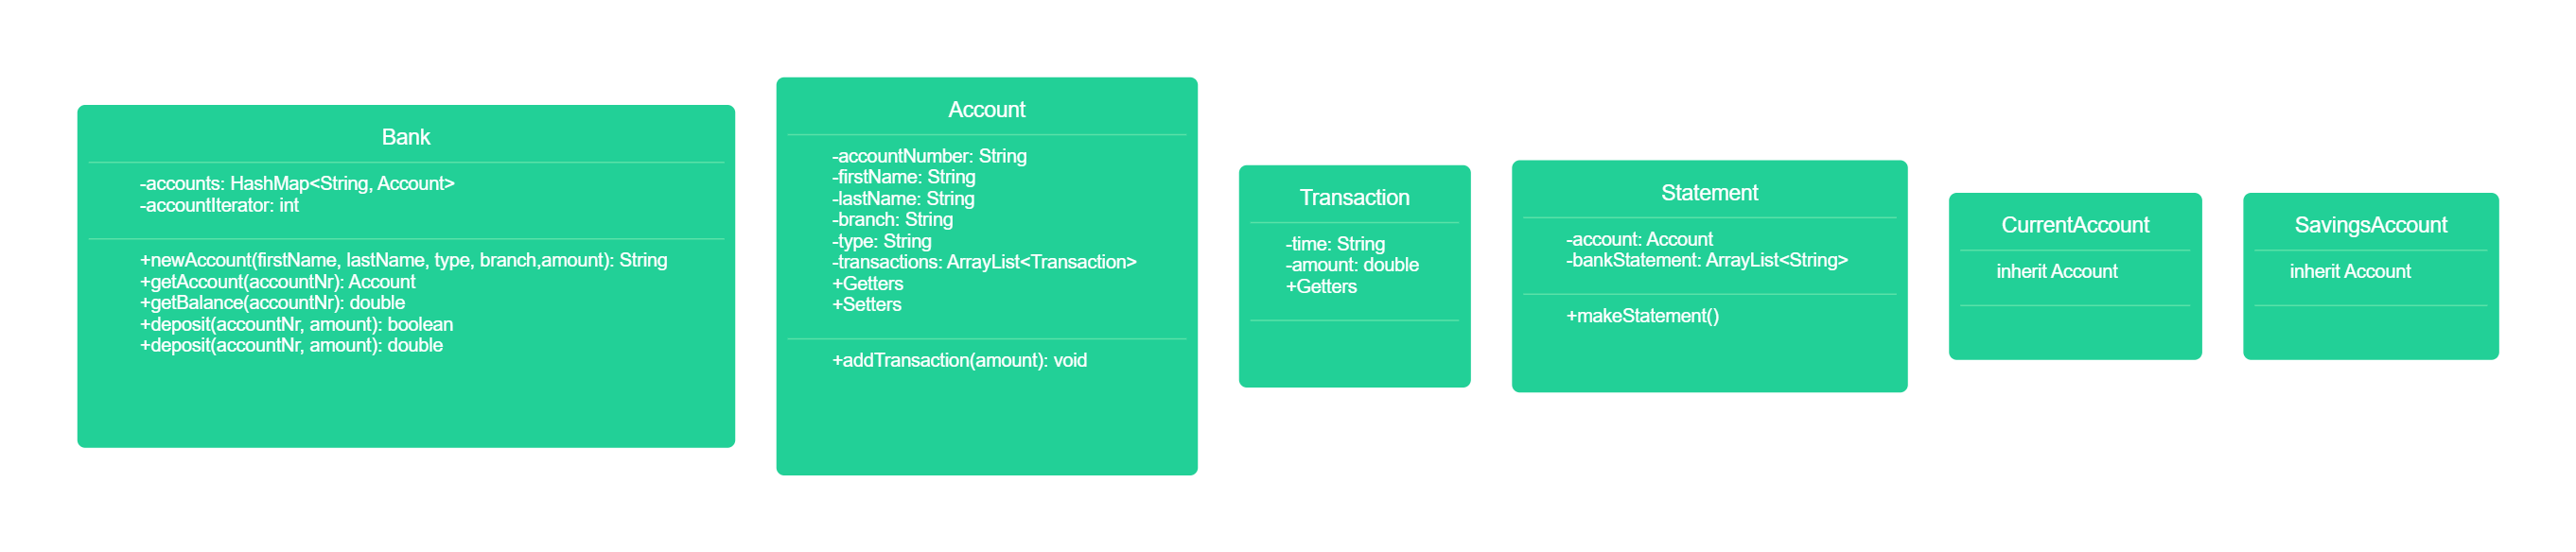 Bank
-accounts: HashMap<String, Account>
-accountIterator: int
+newAccount(firstName, lastName, type, branch,amount): String
+getAccount(accountNr): Account
+getBalance(accountNr): double
+deposit(accountNr, amount): boolean
+deposit(accountNr, amount): double
Account
-accountNumber: String
-firstName: String
-lastName: String
-branch: String
-type: String
-transactions: ArrayList<Transaction>
+Getters
+Setters
+addTransaction(amount): void
Transaction
-time: String
-amount: double
+Getters
Statement
-account: Account
-bankStatement: ArrayList<String>
+makeStatement()
CurrentAccount
inherit Account
SavingsAccount
inherit Account